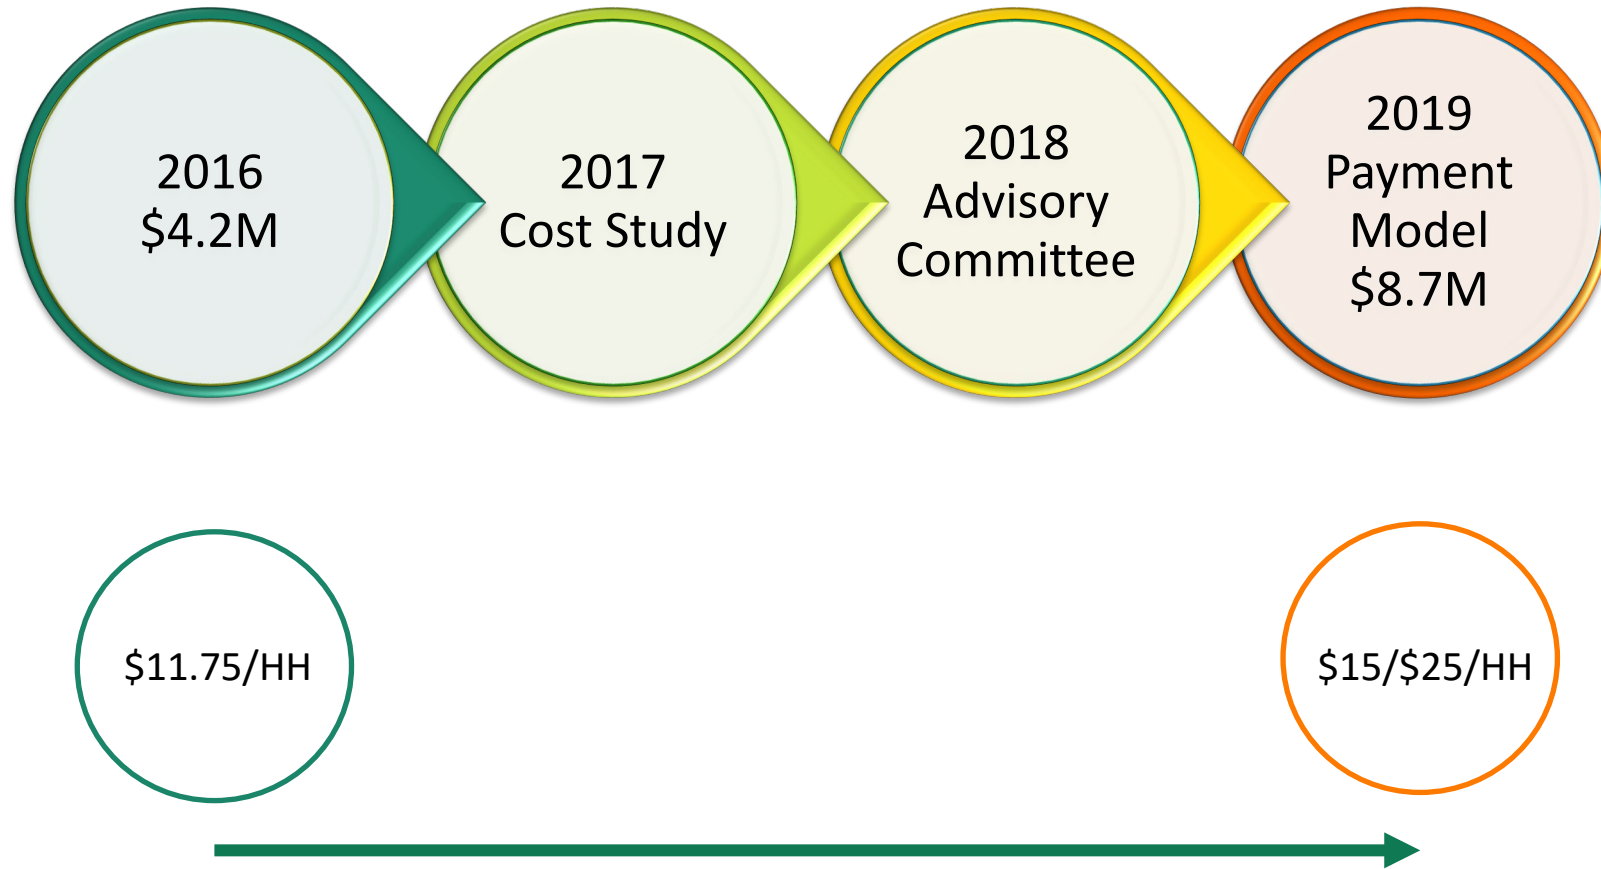 2016
$4.2M
2017
Cost Study
2018
Advisory
Committee
2019
Payment
Model
$8.7M
$11.75/HH
$15/$25/HH